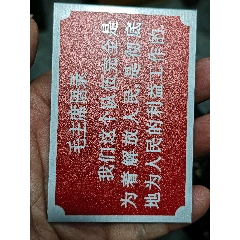 毛主席语录
我们这个队伍完全是
为着解放人民的,是彻底
地为人民的利益工作的。